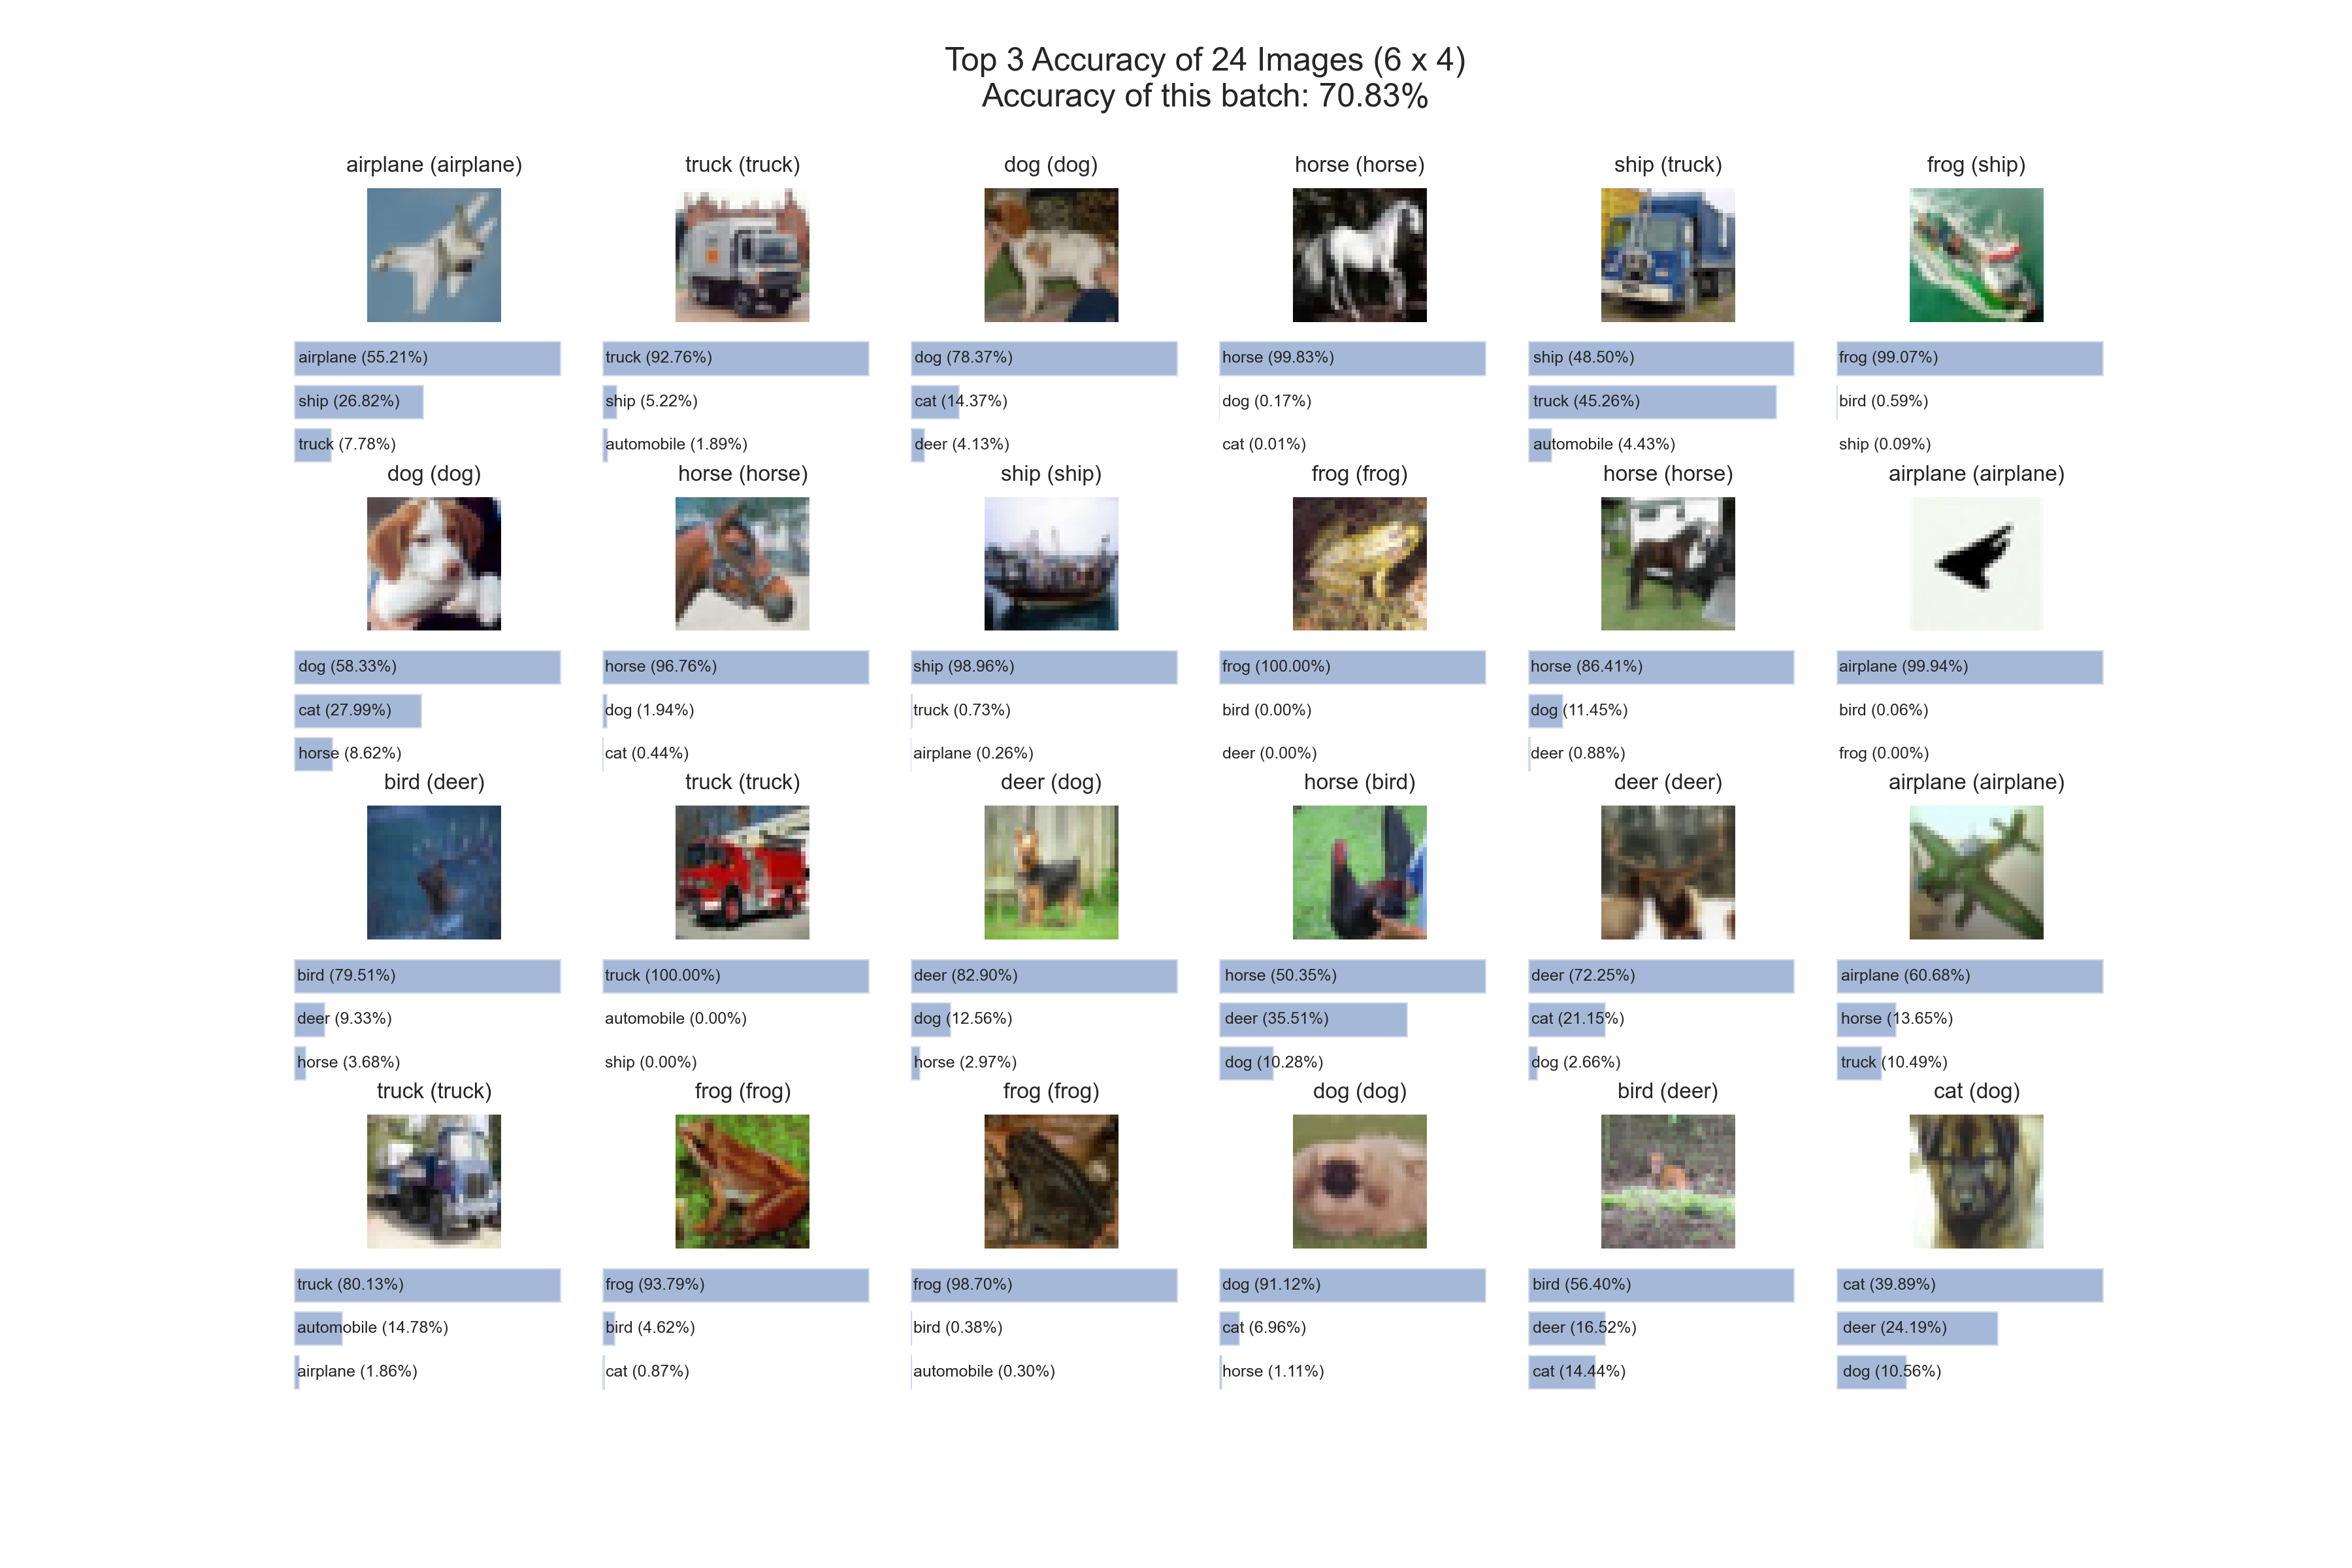 Top 3 Accuracy of 24 Images (6 x 4)
Accuracy of this batch: 70.83%
airplane (airplane)
airplane (55.21%)
ship (26.82%)
truck (7.78%)
truck (truck)
truck (92.76%)
ship (5.22%)
automobile (1.89%)
dog (dog)
dog (78.37%)
cat (14.37%)
deer (4.13%)
horse (horse)
horse (99.83%)
dog (0.17%)
cat (0.01%)
ship (truck)
ship (48.50%)
truck (45.26%)
automobile (4.43%)
frog (ship)
frog (99.07%)
bird (0.59%)
ship (0.09%)
dog (dog)
dog (58.33%)
cat (27.99%)
horse (8.62%)
horse (horse)
horse (96.76%)
dog (1.94%)
cat (0.44%)
ship (ship)
ship (98.96%)
truck (0.73%)
airplane (0.26%)
frog (frog)
frog (100.00%)
bird (0.00%)
deer (0.00%)
horse (horse)
horse (86.41%)
dog (11.45%)
deer (0.88%)
airplane (airplane)
airplane (99.94%)
bird (0.06%)
frog (0.00%)
bird (deer)
bird (79.51%)
deer (9.33%)
horse (3.68%)
truck (truck)
truck (100.00%)
automobile (0.00%)
ship (0.00%)
deer (dog)
deer (82.90%)
dog (12.56%)
horse (2.97%)
horse (bird)
horse (50.35%)
deer (35.51%)
dog (10.28%)
deer (deer)
deer (72.25%)
cat (21.15%)
dog (2.66%)
airplane (airplane)
airplane (60.68%)
horse (13.65%)
truck (10.49%)
truck (truck)
truck (80.13%)
automobile (14.78%)
airplane (1.86%)
frog (frog)
frog (93.79%)
bird (4.62%)
cat (0.87%)
frog (frog)
frog (98.70%)
bird (0.38%)
automobile (0.30%)
dog (dog)
dog (91.12%)
cat (6.96%)
horse (1.11%)
bird (deer)
bird (56.40%)
deer (16.52%)
cat (14.44%)
cat (dog)
cat (39.89%)
deer (24.19%)
dog (10.56%)